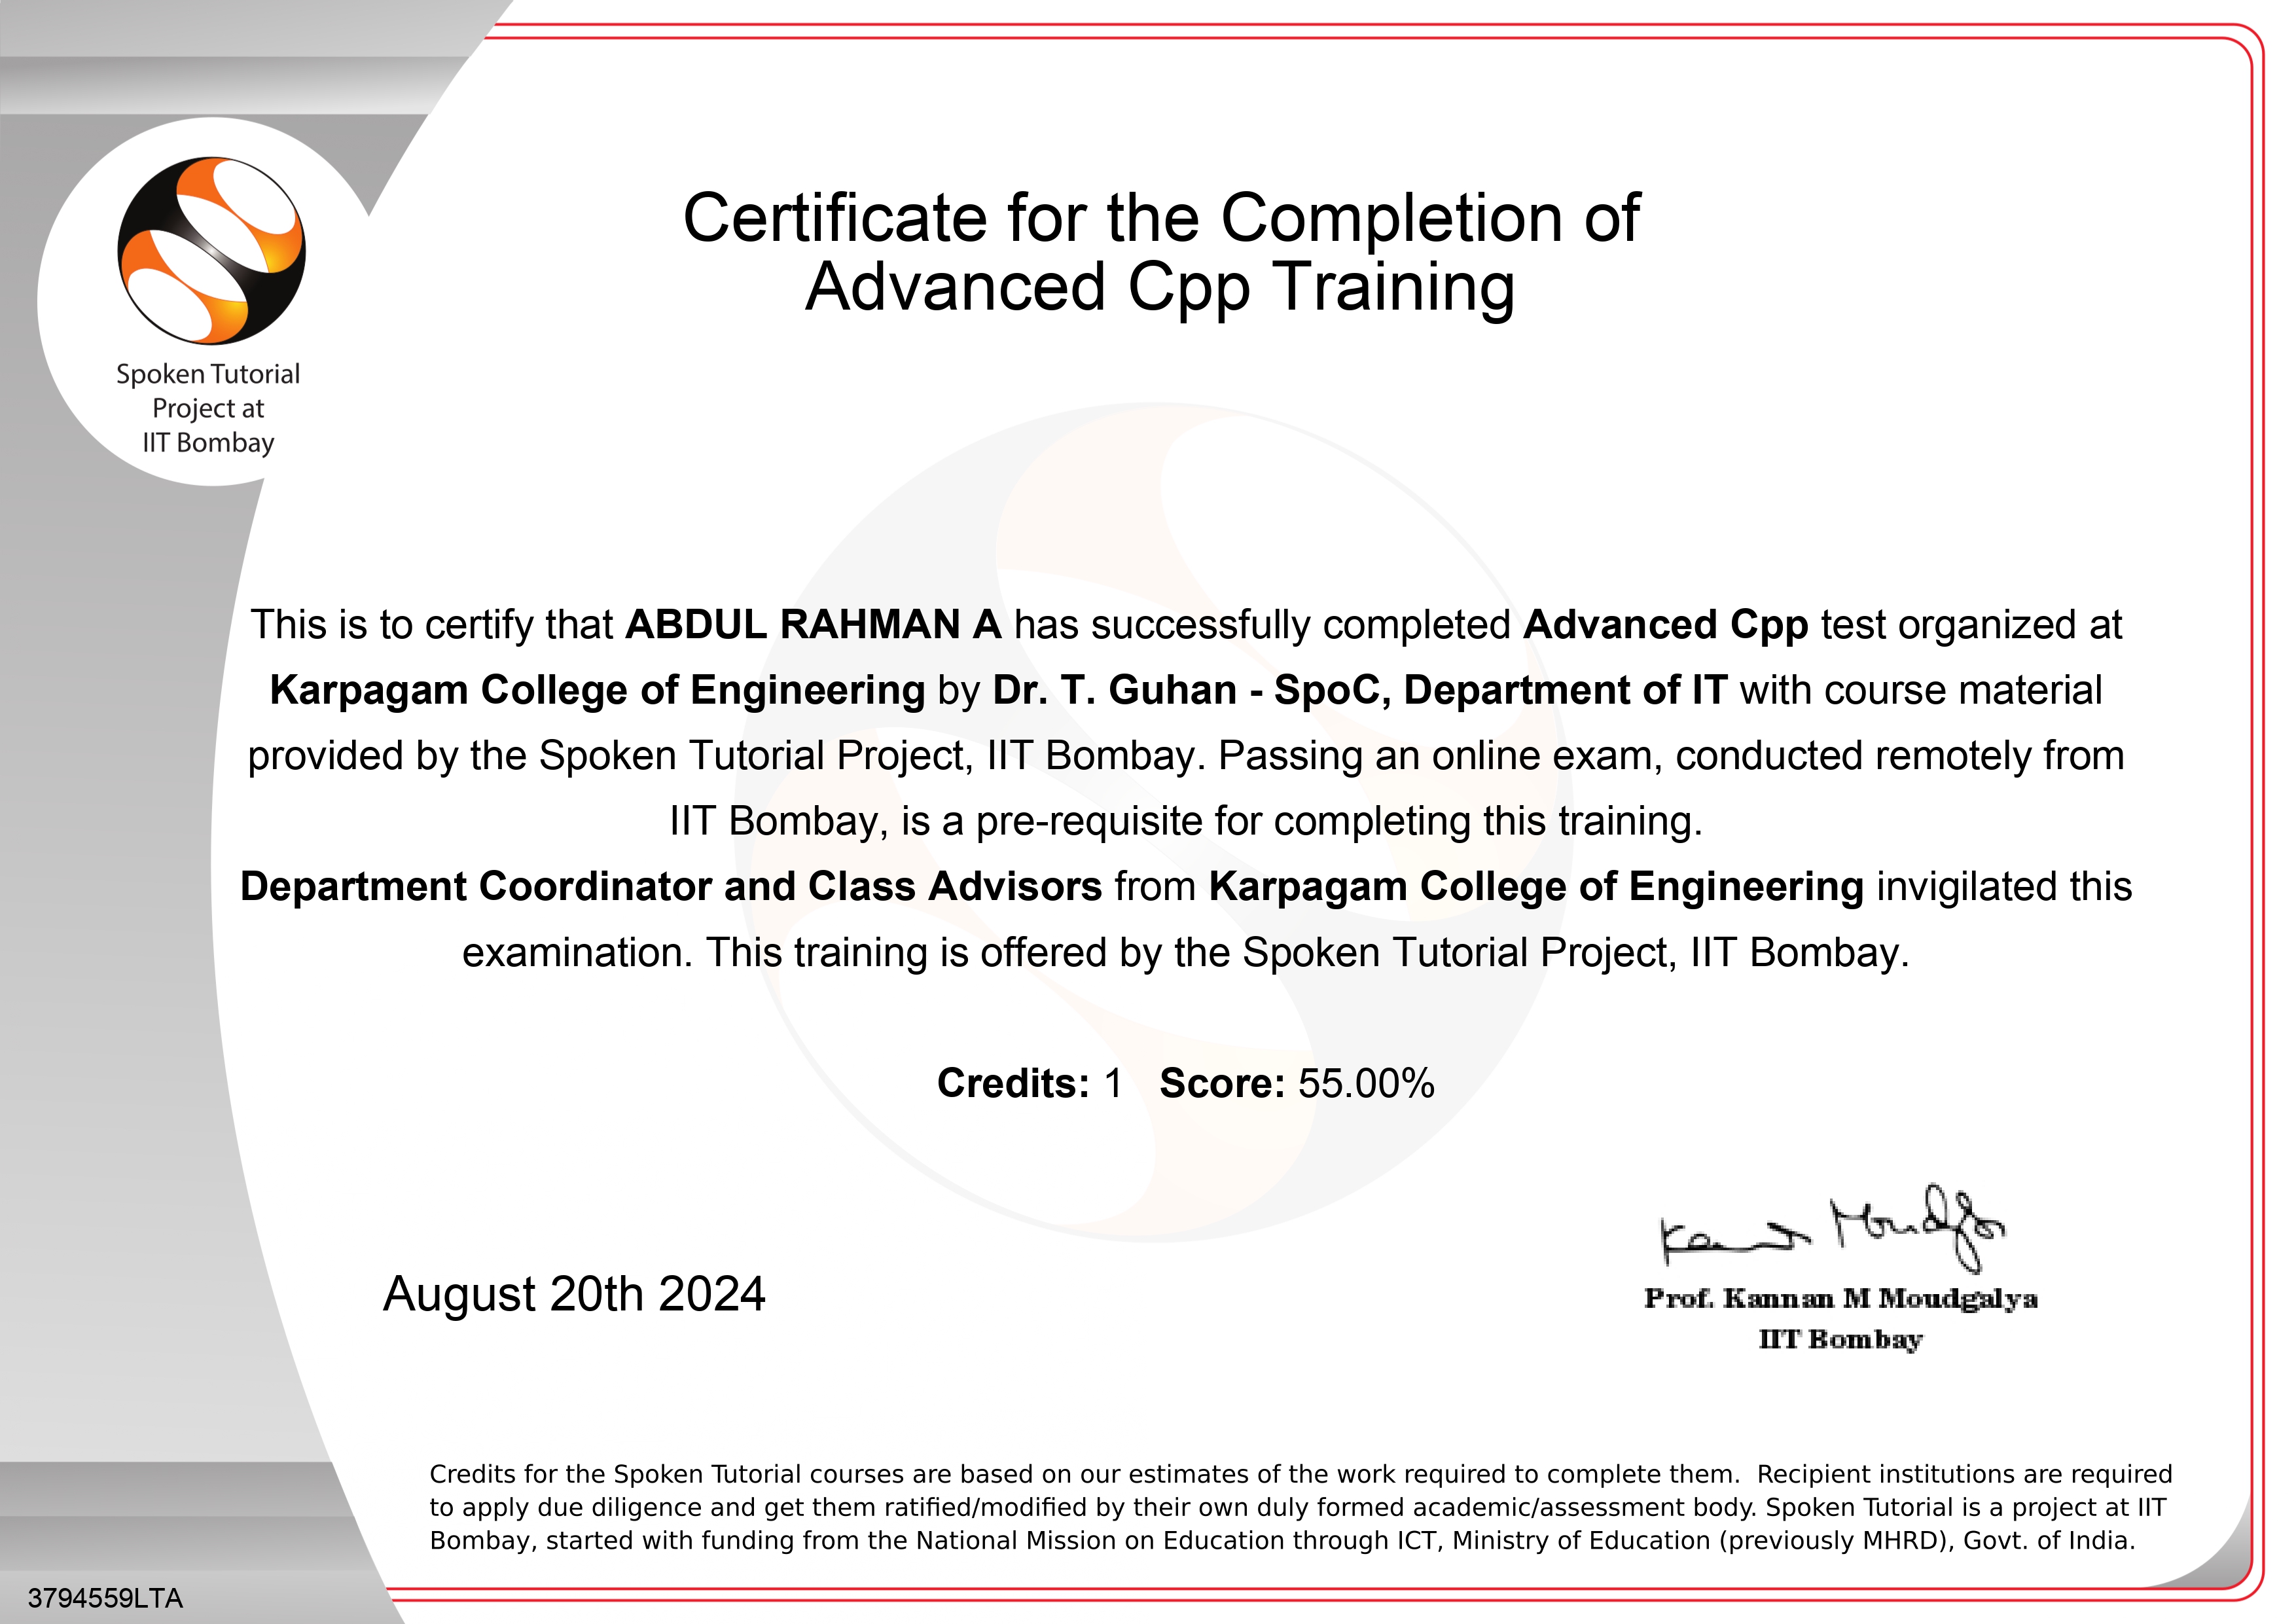 Certificate for the Completion of
Advanced Cpp Training
Spoken Tutorial
Project at
IIT Bombay
This is to certify that ABDUL RAHMAN A has successfully completed Advanced Cpp test organized at
Karpagam College of Engineering by Dr. T. Guhan - SpoC, Department of IT with course material
provided by the Spoken Tutorial Project, IIT Bombay. Passing an online exam, conducted remotely from
IIT Bombay, is a pre-requisite for completing this training.
Department Coordinator and Class Advisors from Karpagam College of Engineering invigilated this
examination. This training is offered by the Spoken Tutorial Project, IIT Bombay.
Credits: 1 Score: 55.00%
August 20th 2024
Kannan Moudgalya
Prof. Kannan M Moudgalya
IIT Bombay
Credits for the Spoken Tutorial courses are based on our estimates of the work required to complete them. Recipient institutions are required
to apply due diligence and get them ratified/modified by their own duly formed academic/assessment body. Spoken Tutorial is a project at IIT
Bombay, started with funding from the National Mission on Education through ICT, Ministry of Education (previously MHRD), Govt. of India.
3794559LTA